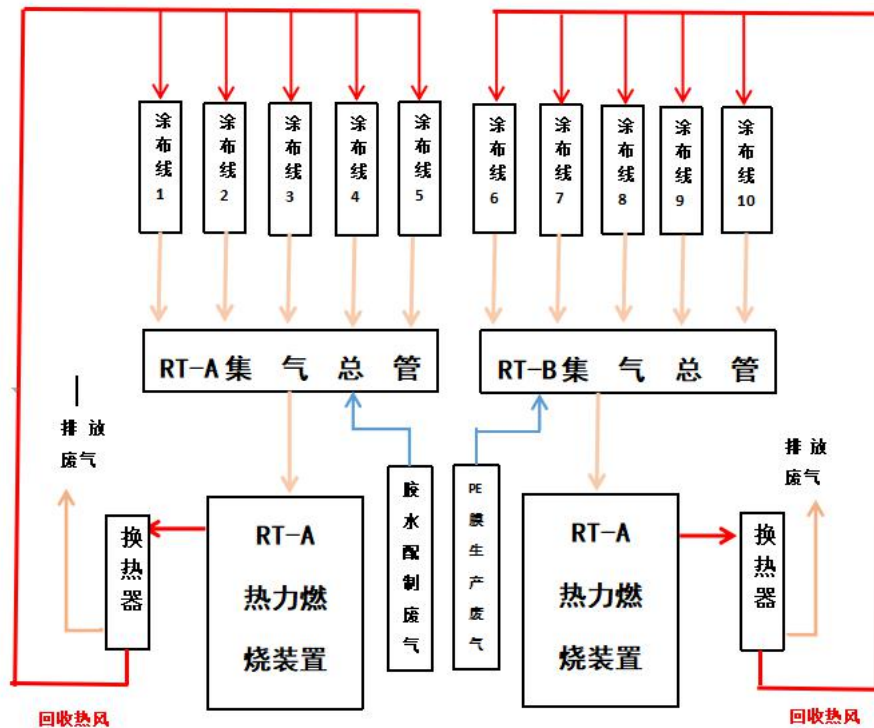 涂布线1
涂布线2
涂布线3
涂布线4
涂布线5
涂布线6
涂布线7
涂布线8
涂布线9
涂布线10
RT-A集 气 总 管
RT-B集 气 总 管
排 放
废气
换热器
RT-A
热力燃
烧装置
胶水配制废气
PE膜生产废气
RT-A
热力燃
烧装置
换热器
排 放
废气
回收热风
回收热风